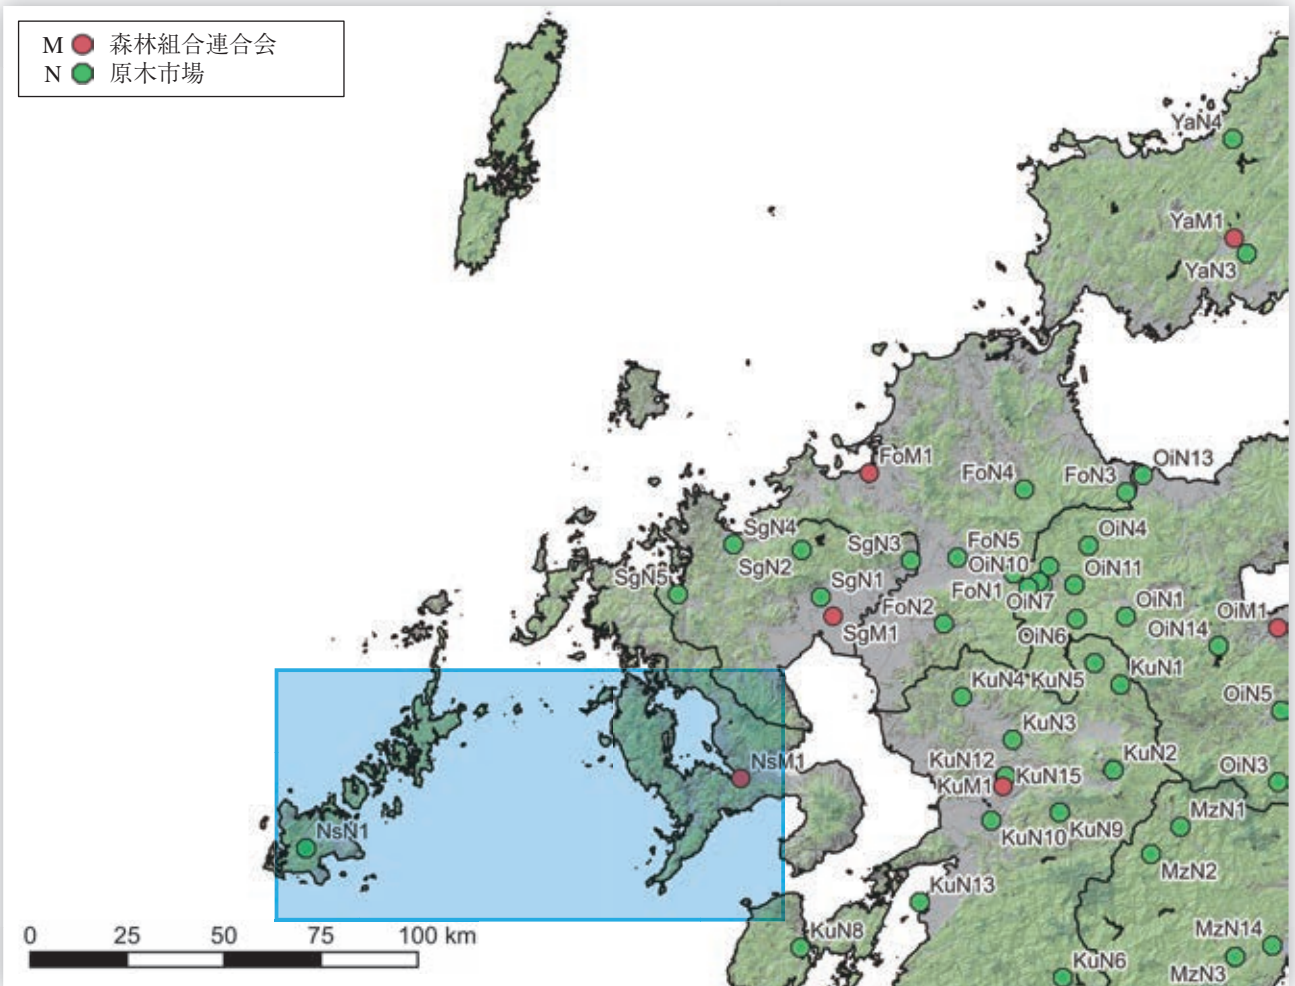 M 森林組合連合会
N 原木市場
YaN4
YaM1
YaN3
FoM1
FoN4
FoN3
OiN13
SgN4
SgN2
SgN3
FoN5
OiN4
SgN5
SgN1
OiN10
OiN11
FoN1
SgM1
FoN2
OiN7
OiN1
OiM1
OiN6
OiN14
KuN4
KuN5
KuN1
OiN5
KuN3
NsM1
KuN12
KuN15
KuN2
OiN3
KuM1
NsN1
KuN10
KuN9
MzN1
MzN2
KuN13
KuN8
MzN14
KuN6
MzN3
0 25 50 75 100 km